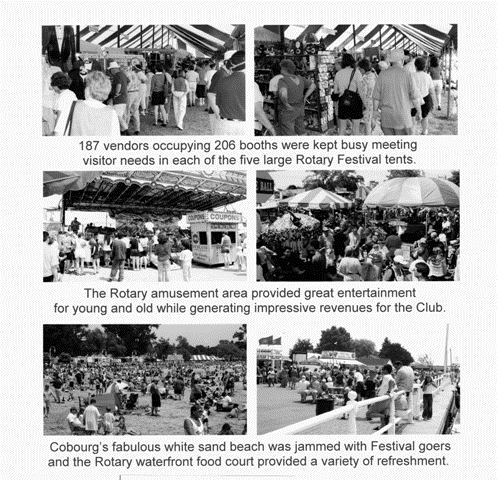 COUPONS COUPONS
BALL
187 vendors occupying 206 booths were kept busy meeting
visitor needs in each of the five large Rotary Festival tents.
The Rotary amusement area provided great entertainment
for young and old while generating impressive revenues for the Club.
Cobourg's fabulous white sand beach was jammed with Festival goers
and the Rotary waterfront food court provided a variety of refreshment.